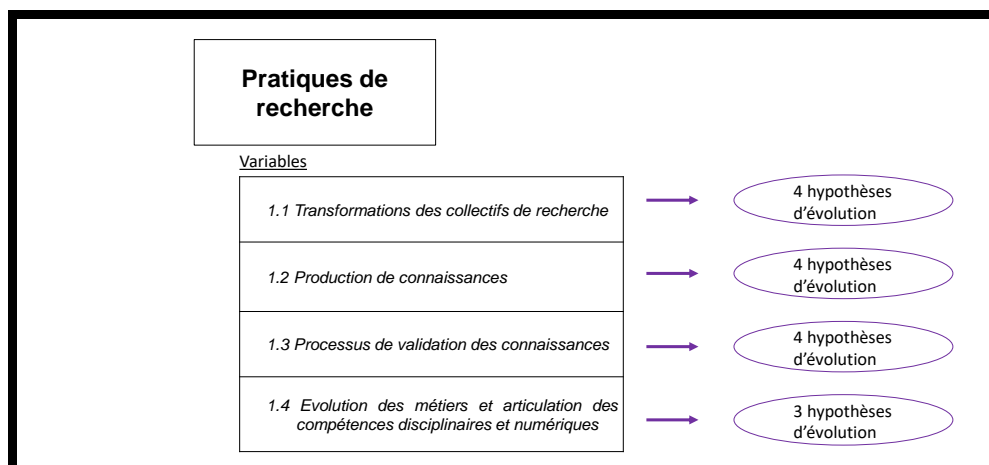 Pratiques de
recherche
Variables
1.1 Transformations des collectifs de recherche
4 hypothèses
d'évolution
1.2 Production de connaissances
4 hypothèses
d'évolution
1.3 Processus de validation des connaissances
4 hypothèses
d'évolution
1.4 Evolution des métiers et articulation des
compétences disciplinaires et numériques
3 hypothèses
d'évolution